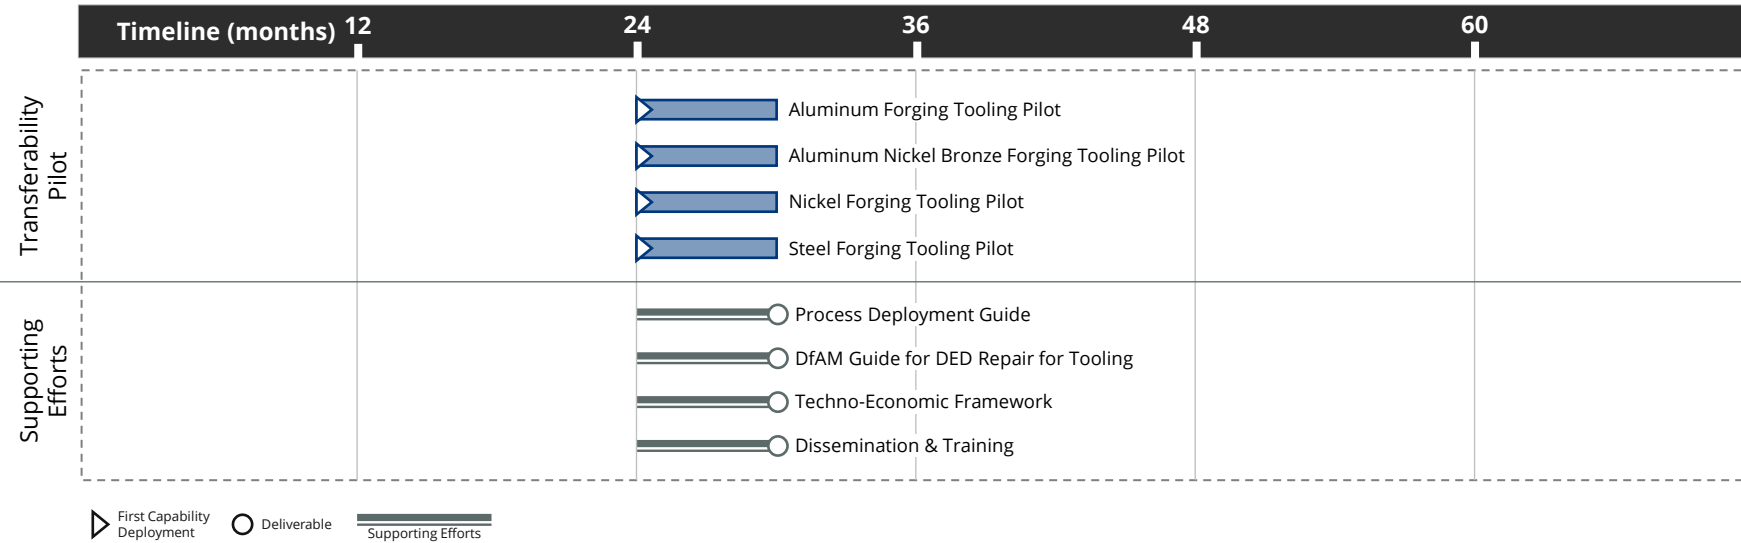 Timeline (months) 12 24 36 48 60
Transferability
Pilot
Aluminum Forging Tooling Pilot
Aluminum Nickel Bronze Forging Tooling Pilot
Nickel Forging Tooling Pilot
Steel Forging Tooling Pilot
Supporting
Efforts
Process Deployment Guide
DfAM Guide for DED Repair for Tooling
Techno-Economic Framework
Dissemination & Training
First Capability
Deployment
Deliverable
Supporting Efforts